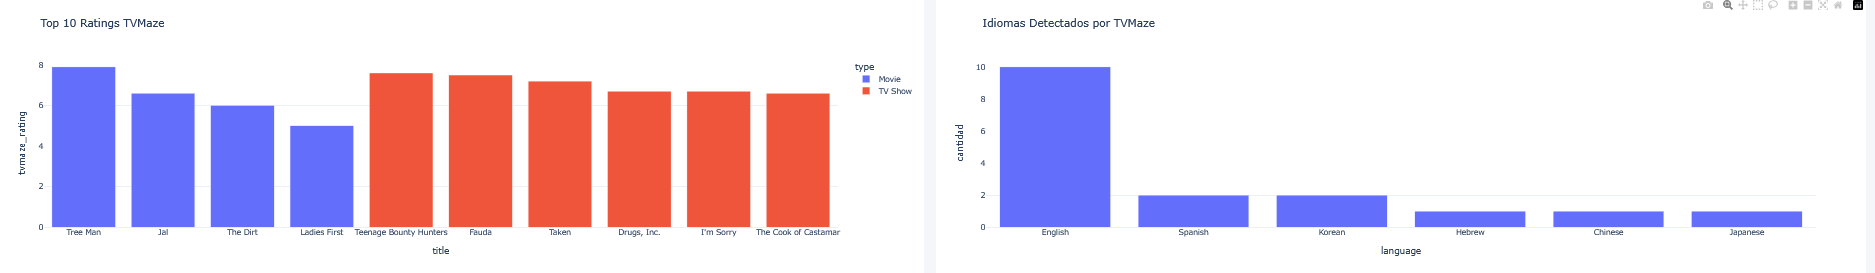 Top 10 Ratings TVMaze
8
6
4
2
0
tvmaze_rating
Tree Man
Jal
The Dirt
Ladies First
Teenage Bounty Hunters
Fauda
Taken
Drugs, Inc.
I'm Sorry
The Cook of Castamar
title
type
Movie
TV Show
Idiomas Detectados por TVMaze
10
8
6
4
2
0
cantidad
English
Spanish
Korean
Hebrew
Chinese
Japanese
language